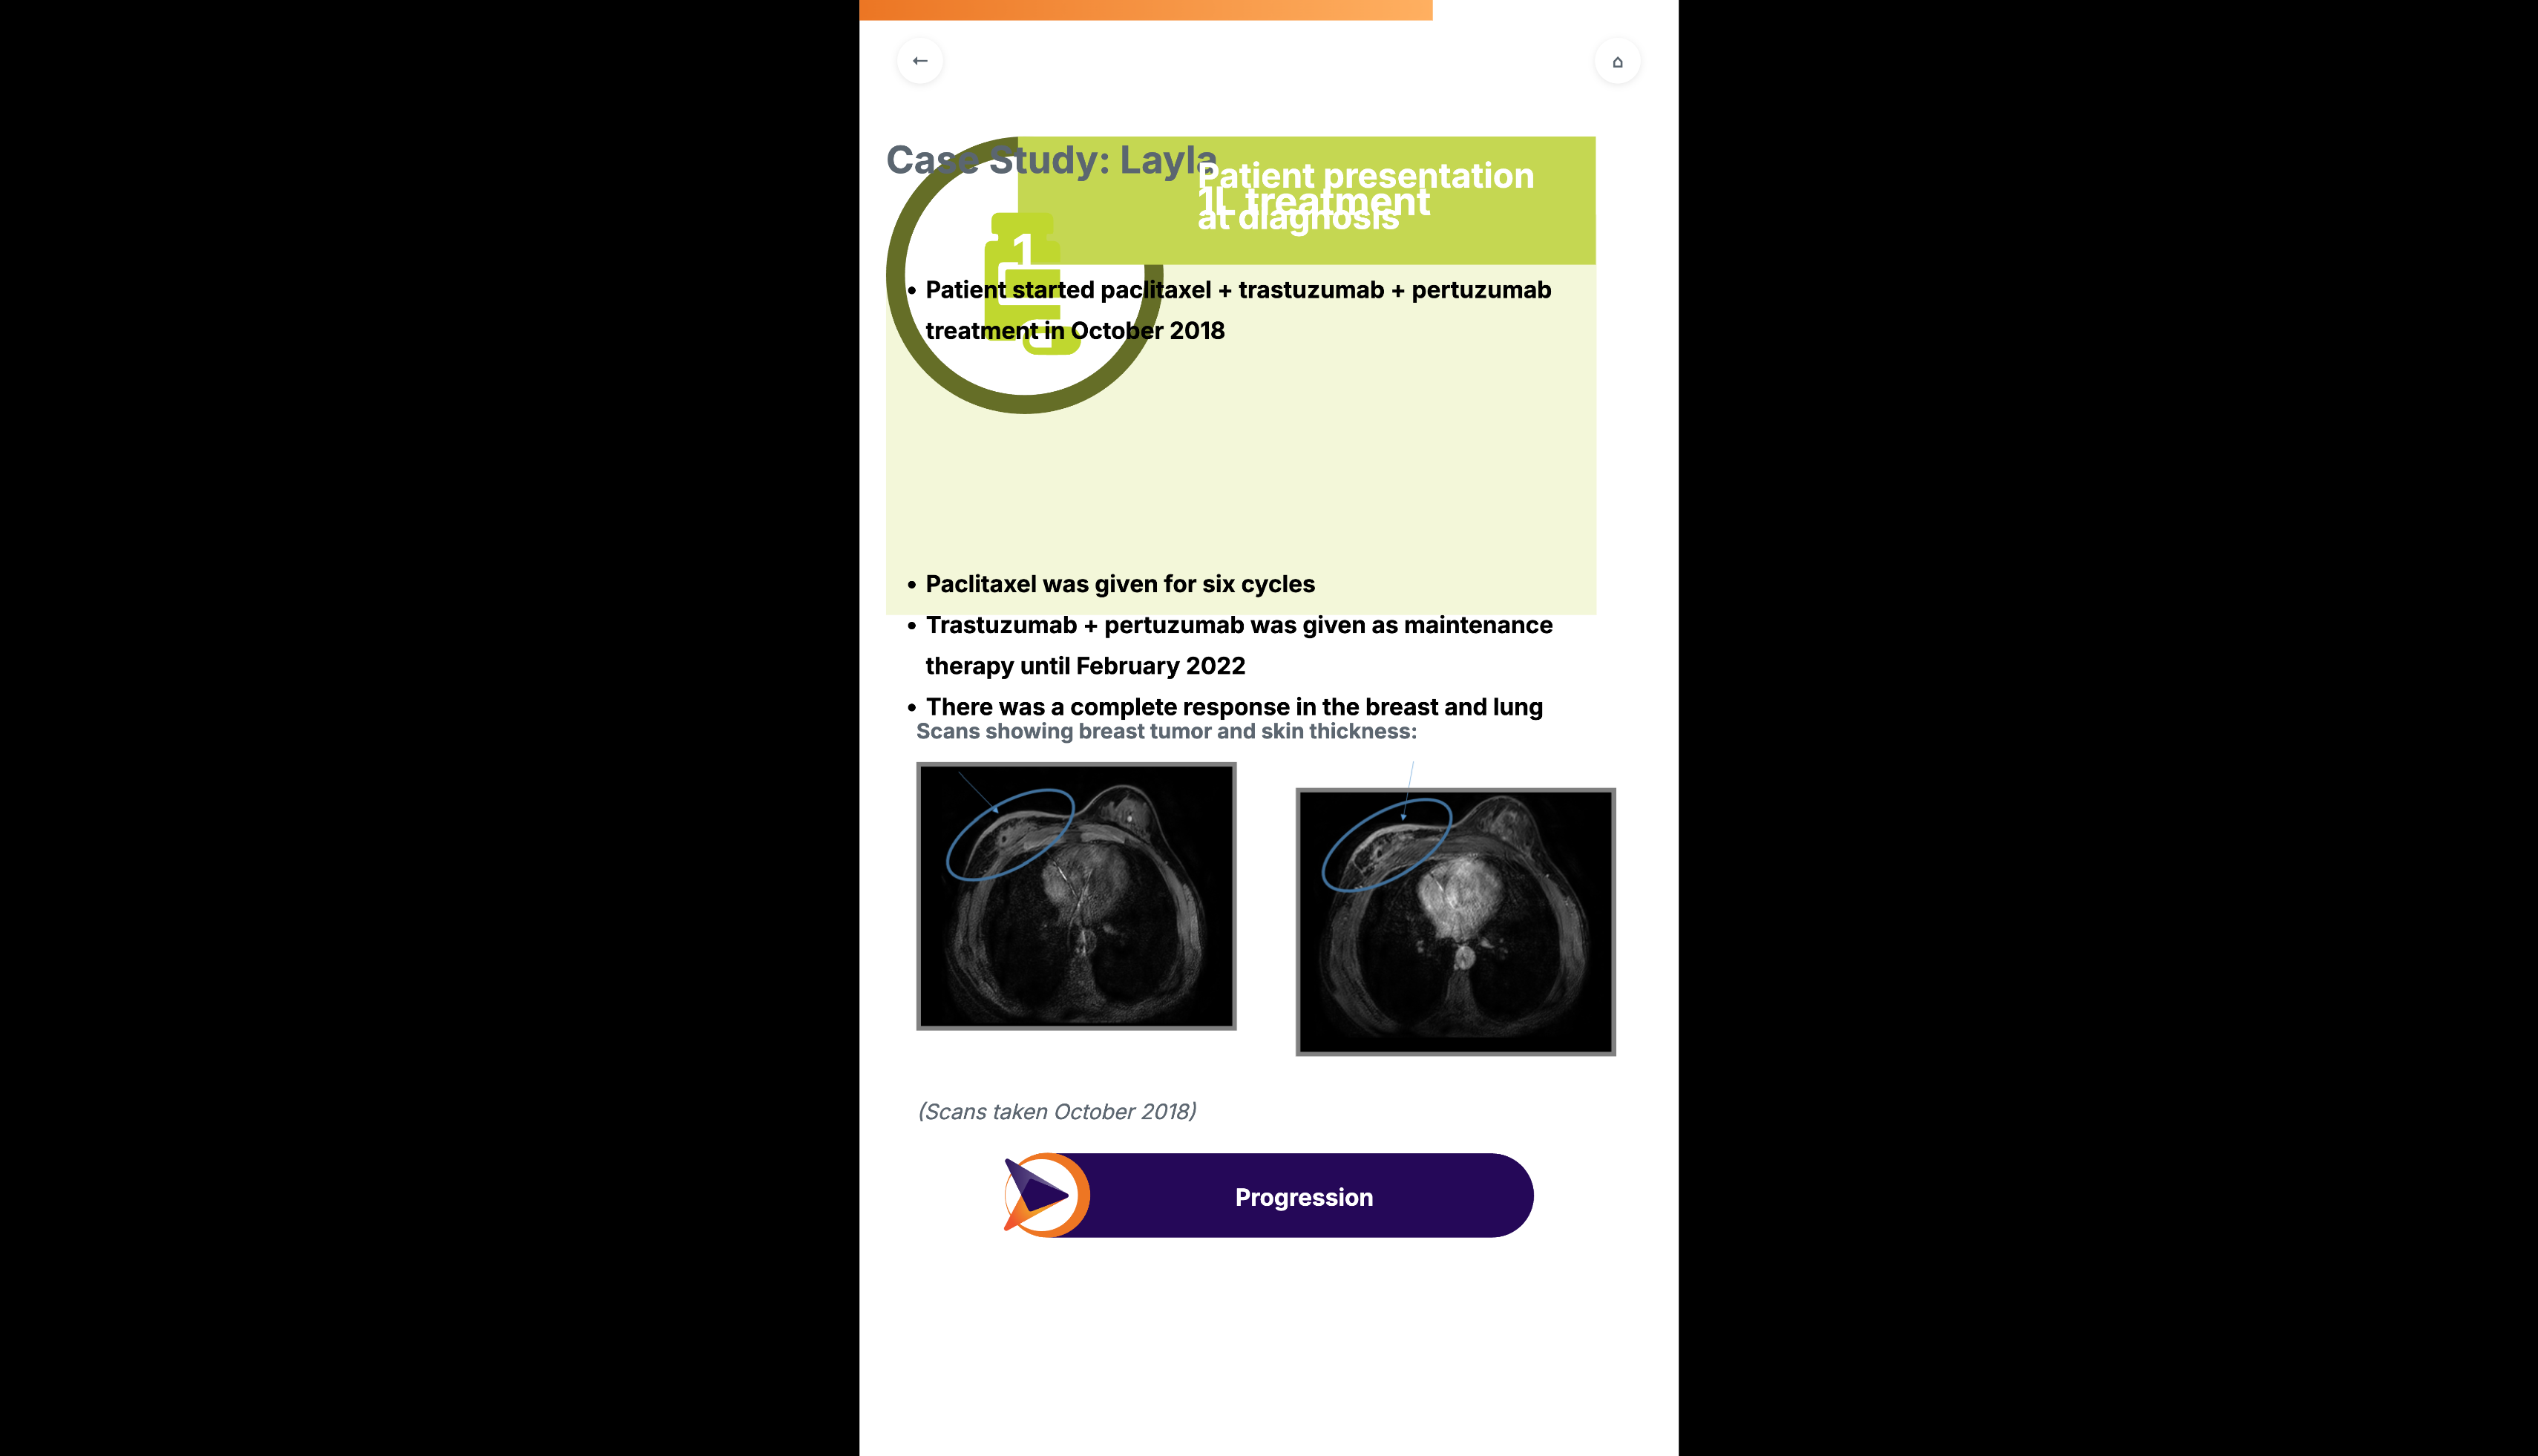 Case Study: Layla
Patient presentation
at diagnosis
1L treatment
1
• Patient started paclitaxel + trastuzumab + pertuzumab
treatment in October 2018
• Paclitaxel was given for six cycles
• Trastuzumab + pertuzumab was given as maintenance
therapy until February 2022
• There was a complete response in the breast and lung
Scans showing breast tumor and skin thickness:
(Scans taken October 2018)
Progression